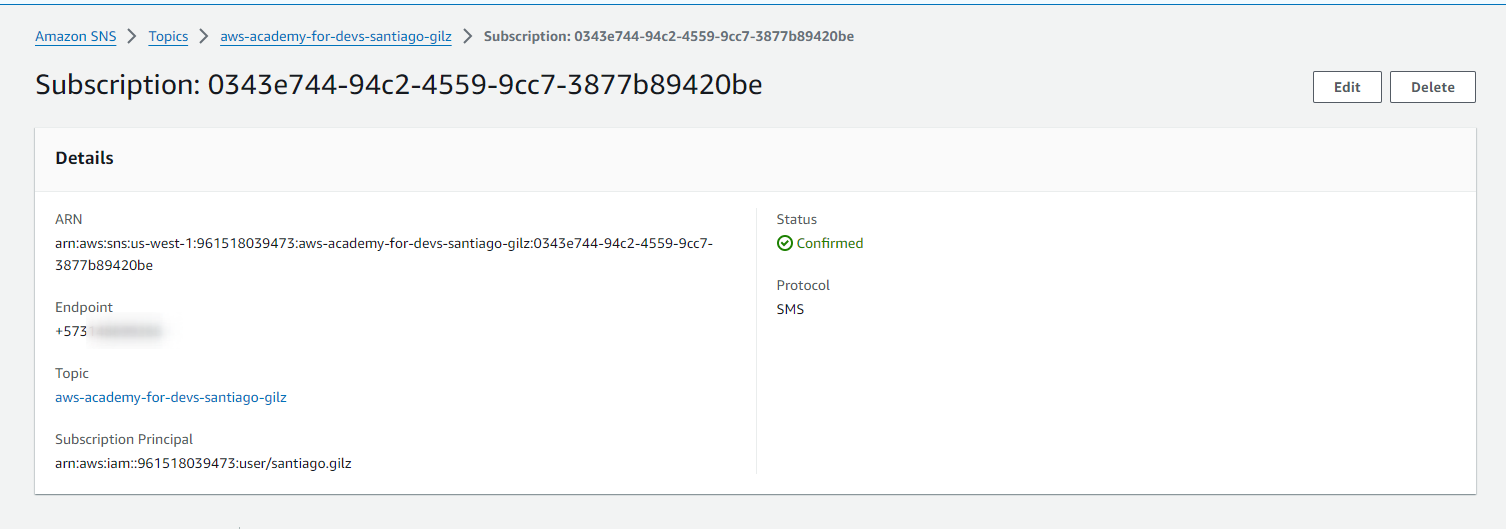 Amazon SNS > Topics > aws-academy-for-devs-santiago-gilz > Subscription: 0343e744-94c2-4559-9cc7-3877b89420be
Subscription: 0343e744-94c2-4559-9cc7-3877b89420be
Edit
Delete
Details
ARN
arn:aws:sns:us-west-1:961518039473:aws-academy-for-devs-santiago-gilz:0343e744-94c2-4559-9cc7-
3877b89420be
Endpoint
+573
Topic
aws-academy-for-devs-santiago-gilz
Subscription Principal
arn:aws:iam::961518039473:user/santiago.gilz
Status
Confirmed
Protocol
SMS